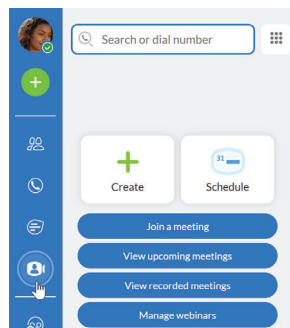 Search or dial number
31
Create
Schedule
Join a meeting
View upcoming meetings
View recorded meetings
Manage webinars